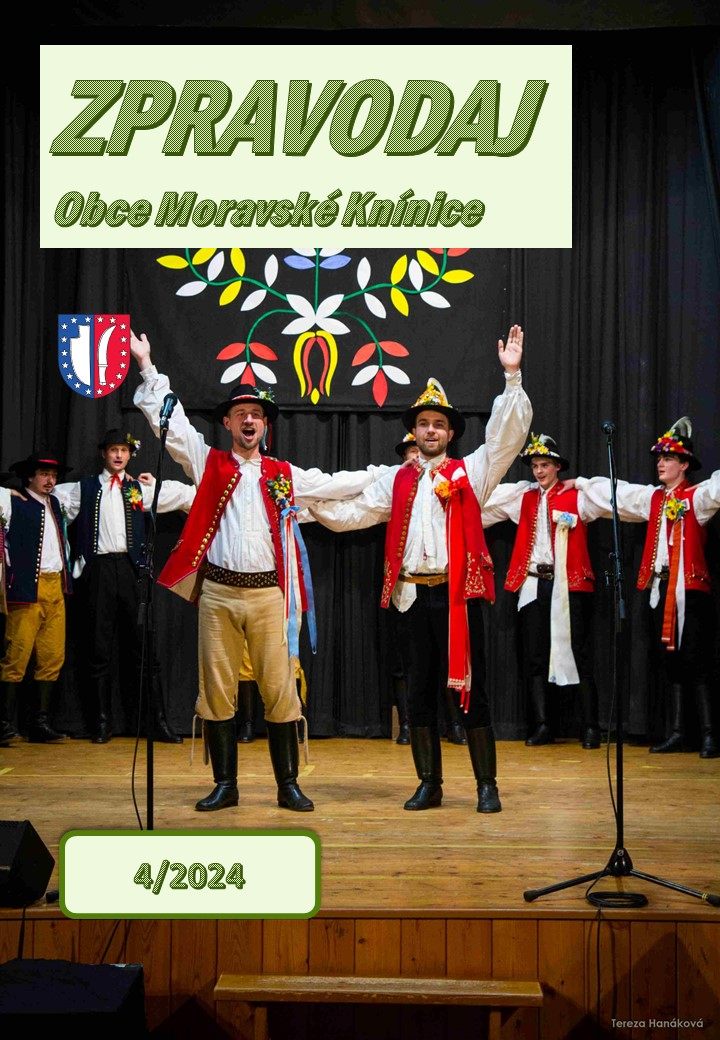 ZPRAVODAJ
Obce Moravské Knínice
4/2024
Tereza Hanáková